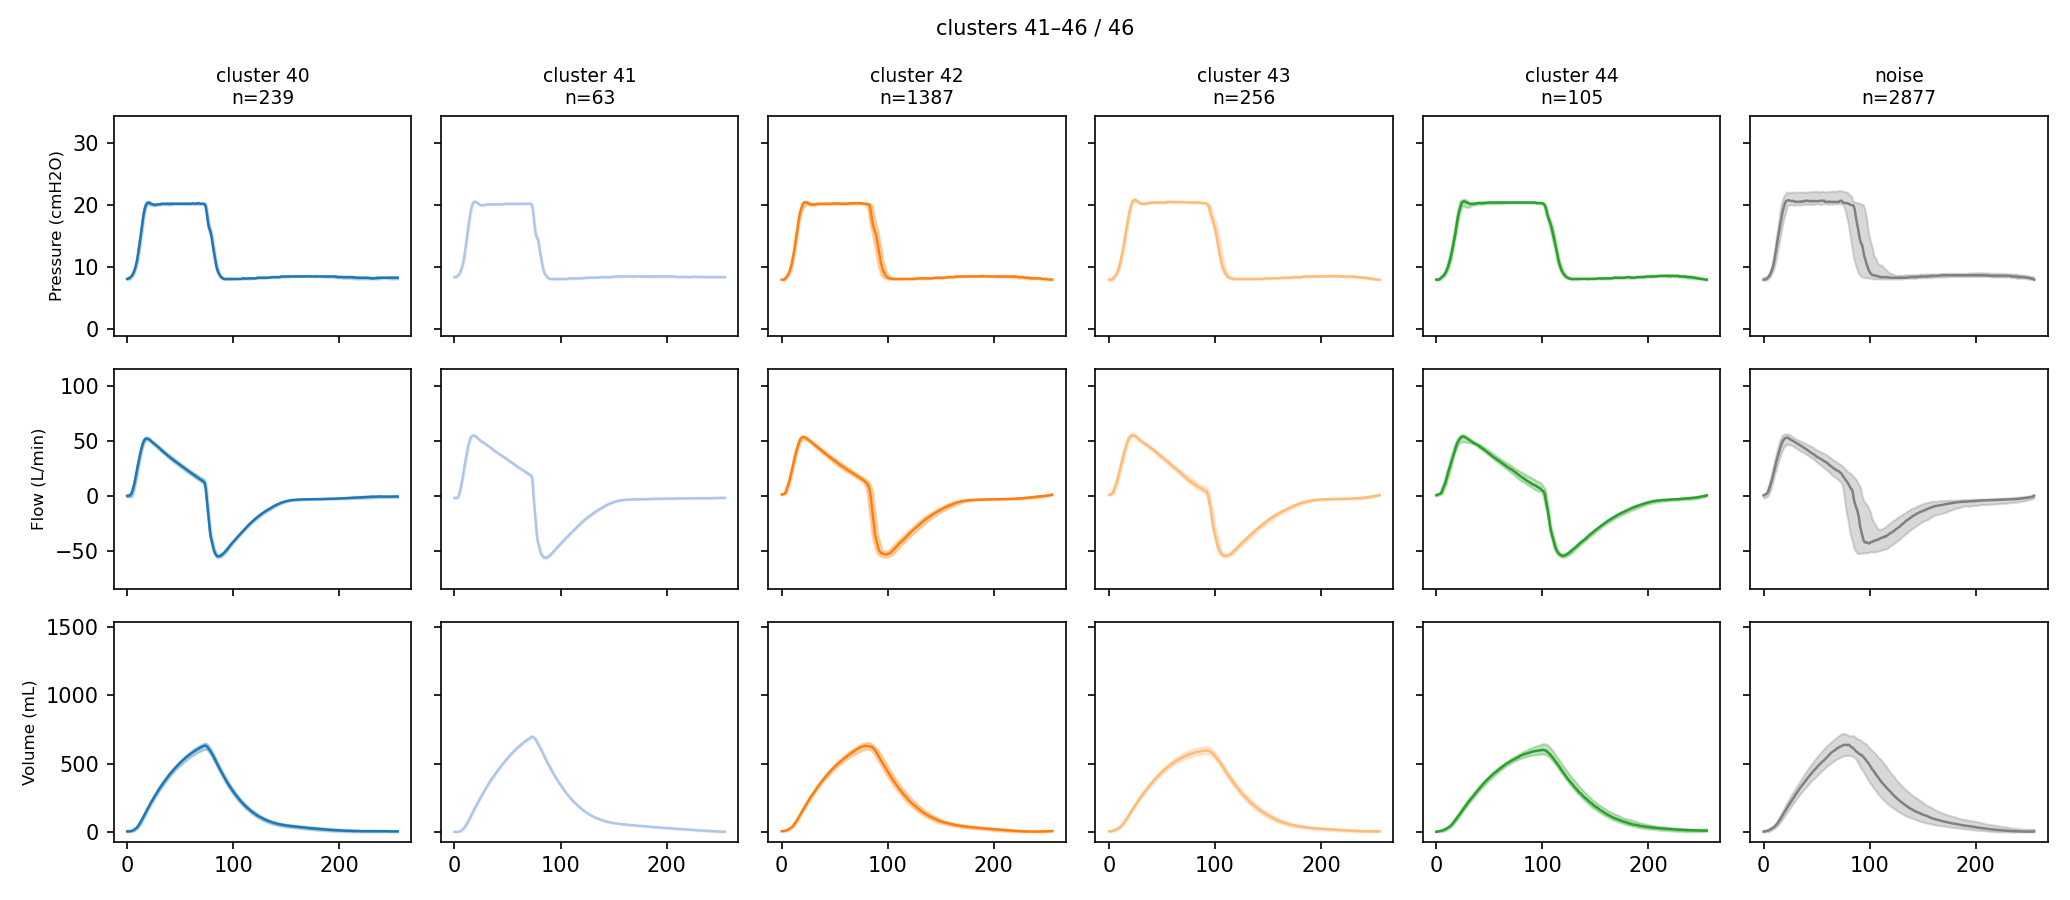 clusters 41–46 / 46
cluster 40
n=239
cluster 41
n=63
cluster 42
n=1387
cluster 43
n=256
cluster 44
n=105
noise
n=2877
Pressure (cmH2O)
30
20
10
0
Flow (L/min)
100
50
0
−50
Volume (mL)
1500
1000
500
0
0 100 200
0 100 200
0 100 200
0 100 200
0 100 200
0 100 200